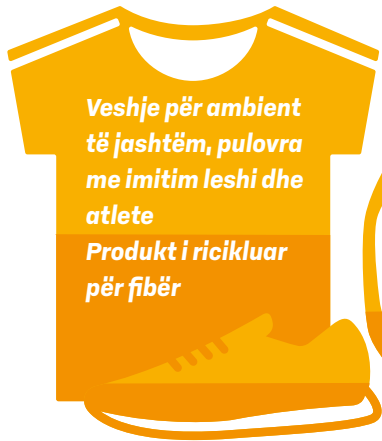 Veshje për ambient
të jashtëm, pulovra
me imitim leshi dhe
atlete
Produkt i ricikluar
për fibër